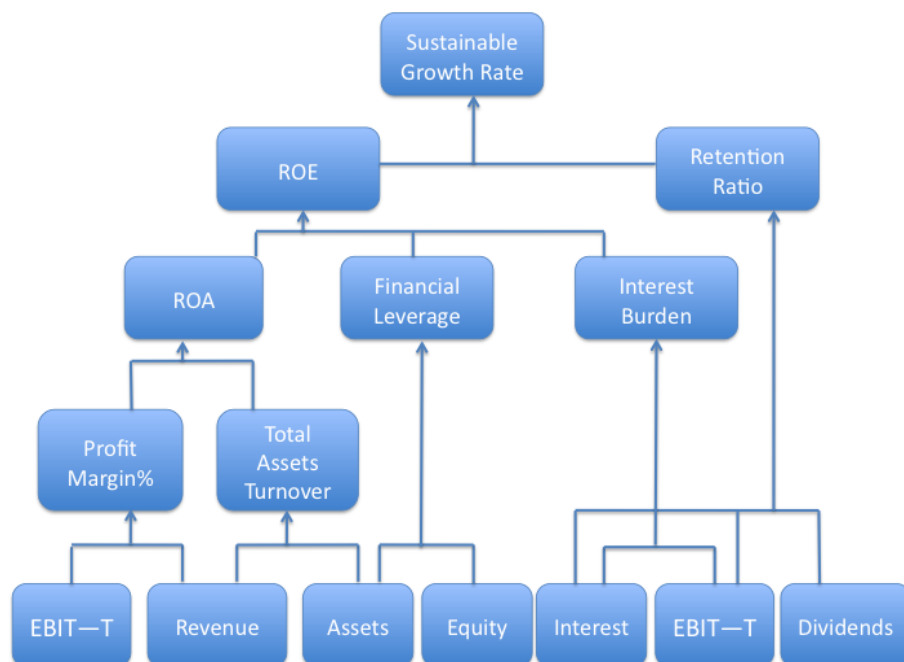 Sustainable
Growth Rate
ROE
Retention
Ratio
ROA
Financial
Leverage
Interest
Burden
Profit
Margin%
Total
Assets
Turnover
EBIT—T
Revenue
Assets
Equity
Interest
EBIT—T
Dividends